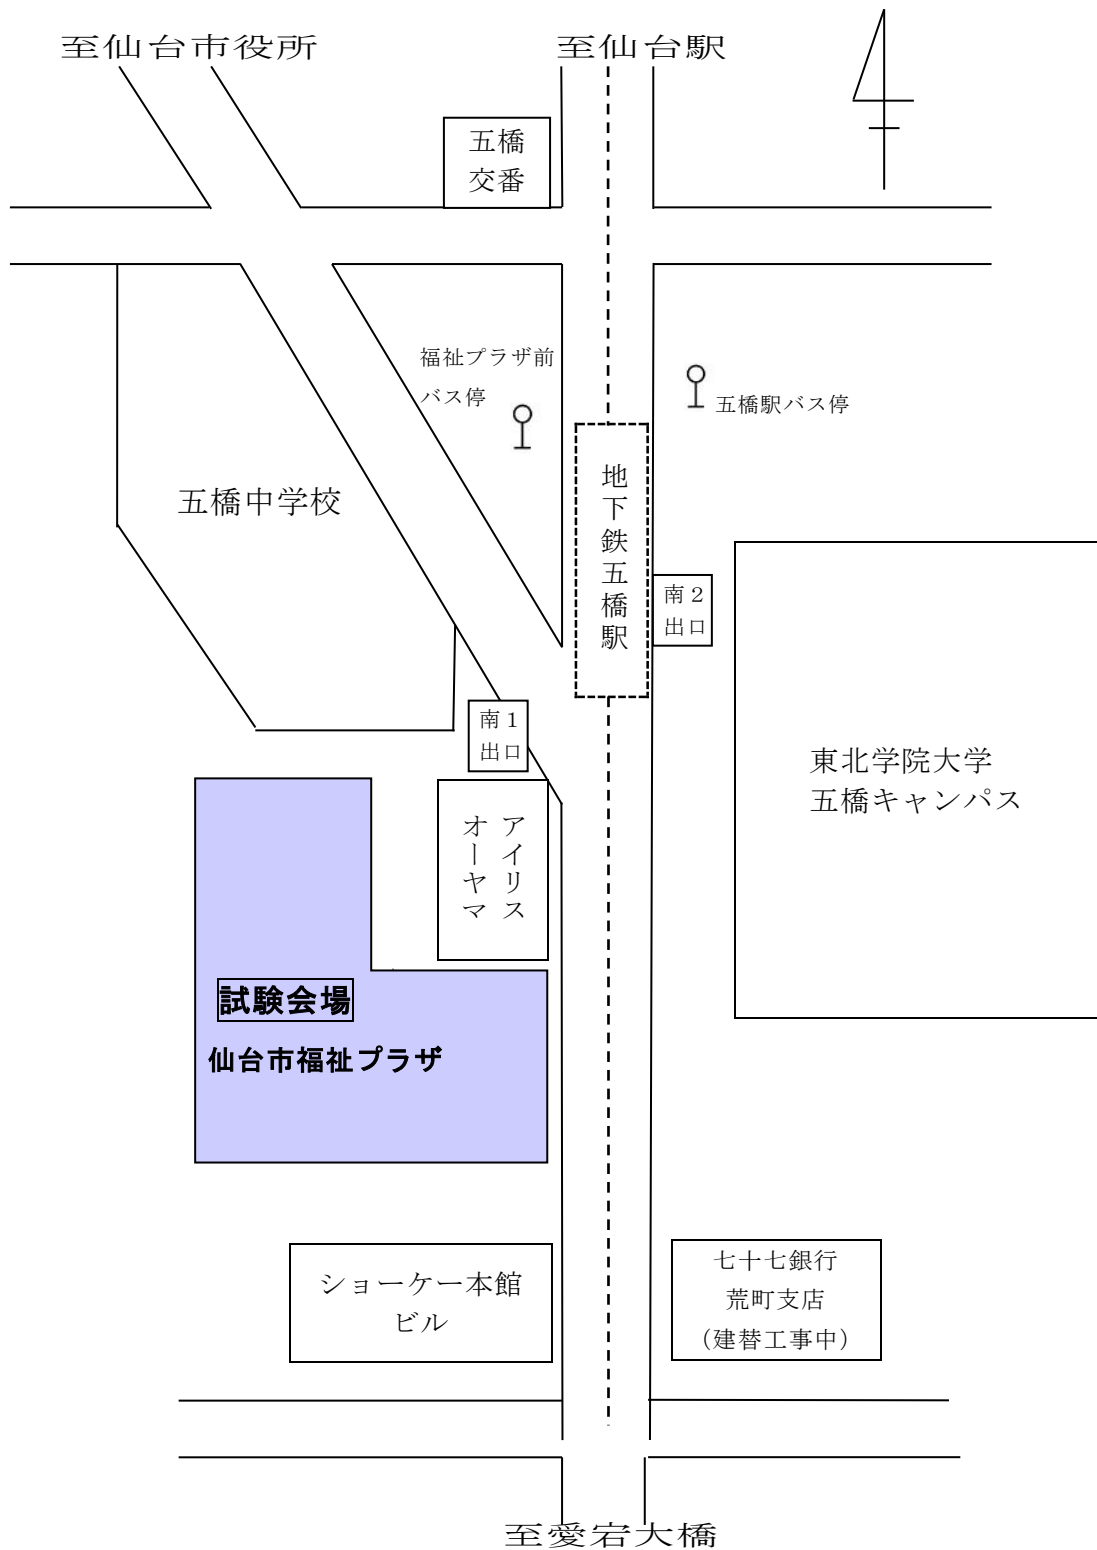 至仙台市役所
至仙台駅
五橋
交番
福祉プラザ前
バス停
五橋駅バス停
地下鉄五橋駅
五橋中学校
南２
出口
南１
出口
東北学院大学
五橋キャンパス
アイリス
オーヤマ
試験会場
仙台市福祉プラザ
ショーケー本館
ビル
七十七銀行
荒町支店
（建替工事中）
至愛宕大橋